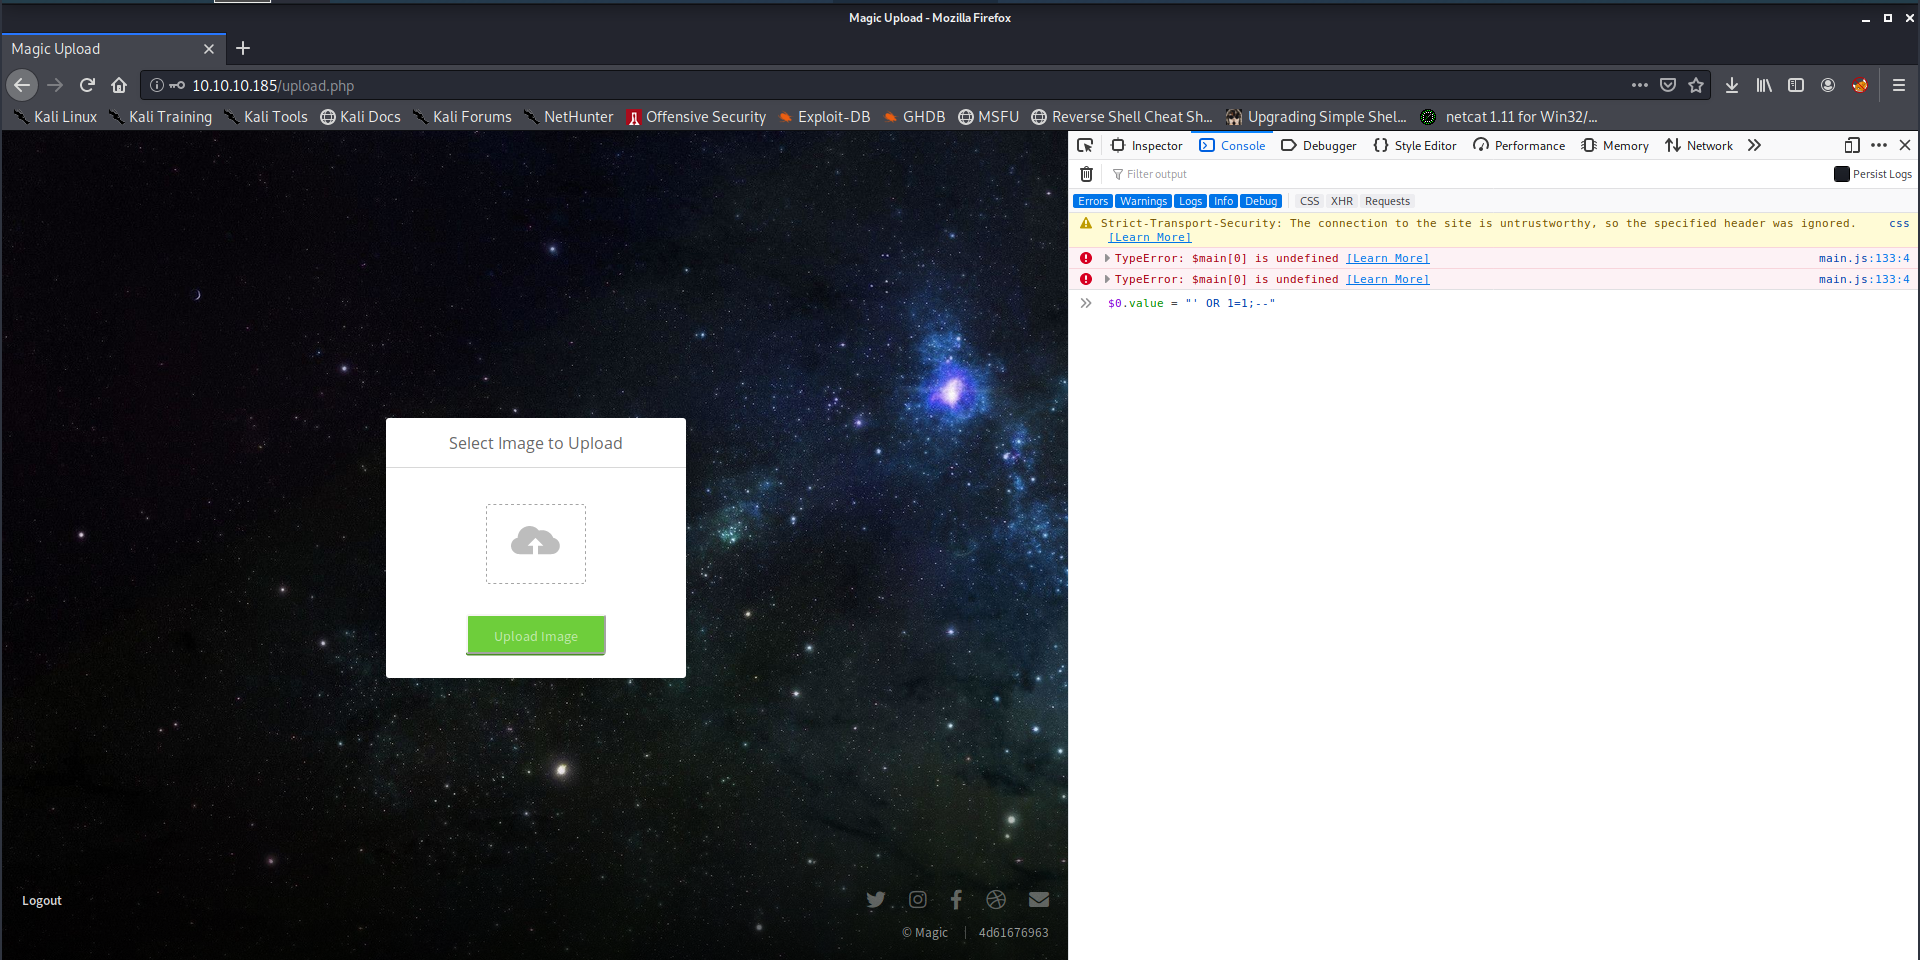 Magic Upload - Mozilla Firefox
Magic Upload
10.10.10.185/upload.php
Kali Linux Kali Training Kali Tools Kali Docs Kali Forums NetHunter Offensive Security Exploit-DB GHDB MSFU Reverse Shell Cheat Sh... Upgrading Simple Shel... netcat 1.11 for Win32/...
Inspector Console Debugger Style Editor Performance Memory Network
Filter output Persist Logs
Errors Warnings Logs Info Debug CSS XHR Requests
Strict-Transport-Security: The connection to the site is untrustworthy, so the specified header was ignored. css
[Learn More]
TypeError: $main[0] is undefined [Learn More] main.js:133:4
TypeError: $main[0] is undefined [Learn More] main.js:133:4
$0.value = "' OR 1=1;--"
Select Image to Upload
Upload Image
Logout
© Magic 4d61676963